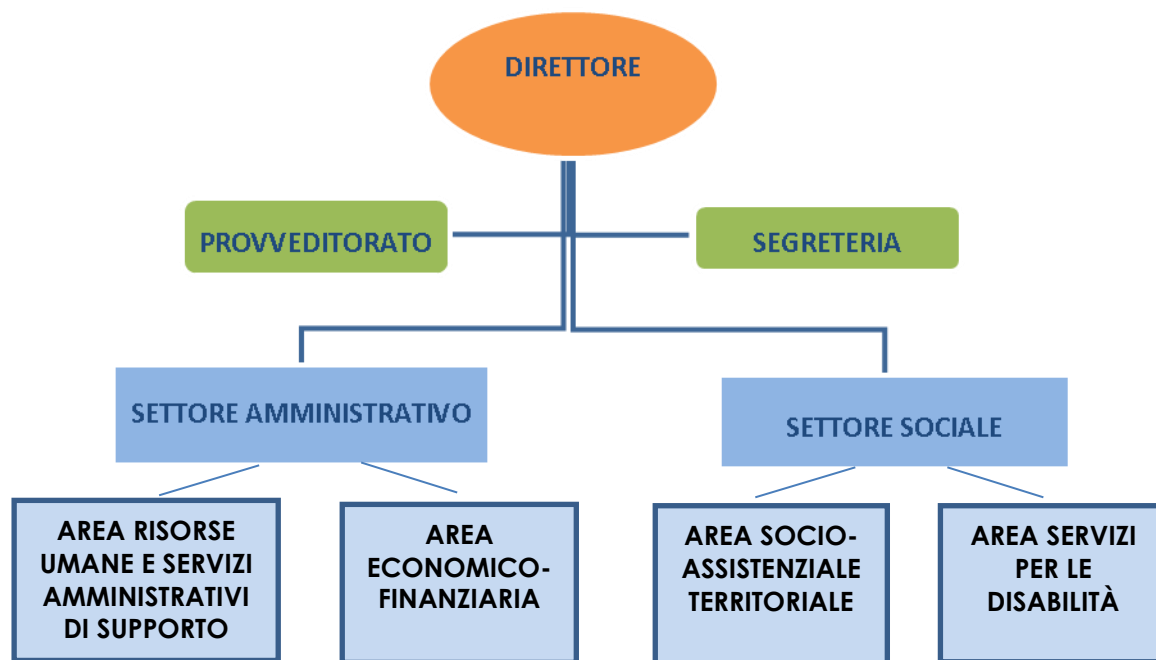 DIRETTORE
PROVVEDITORATO
SEGRETERIA
SETTORE AMMINISTRATIVO
SETTORE SOCIALE
AREA RISORSE
UMANE E SERVIZI
AMMINISTRATIVI
DI SUPPORTO
AREA
ECONOMICO-
FINANZIARIA
AREA SOCIO-
ASSISTENZIALE
TERRITORIALE
AREA SERVIZI
PER LE
DISABILITÀ